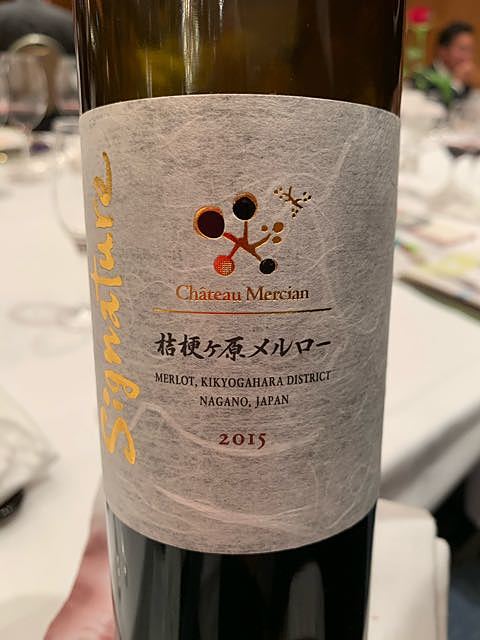 Signature
Château Mercian
桔梗ヶ原メルロー
MERLOT, KIKYOGAHARA DISTRICT
NAGANO, JAPAN
2015